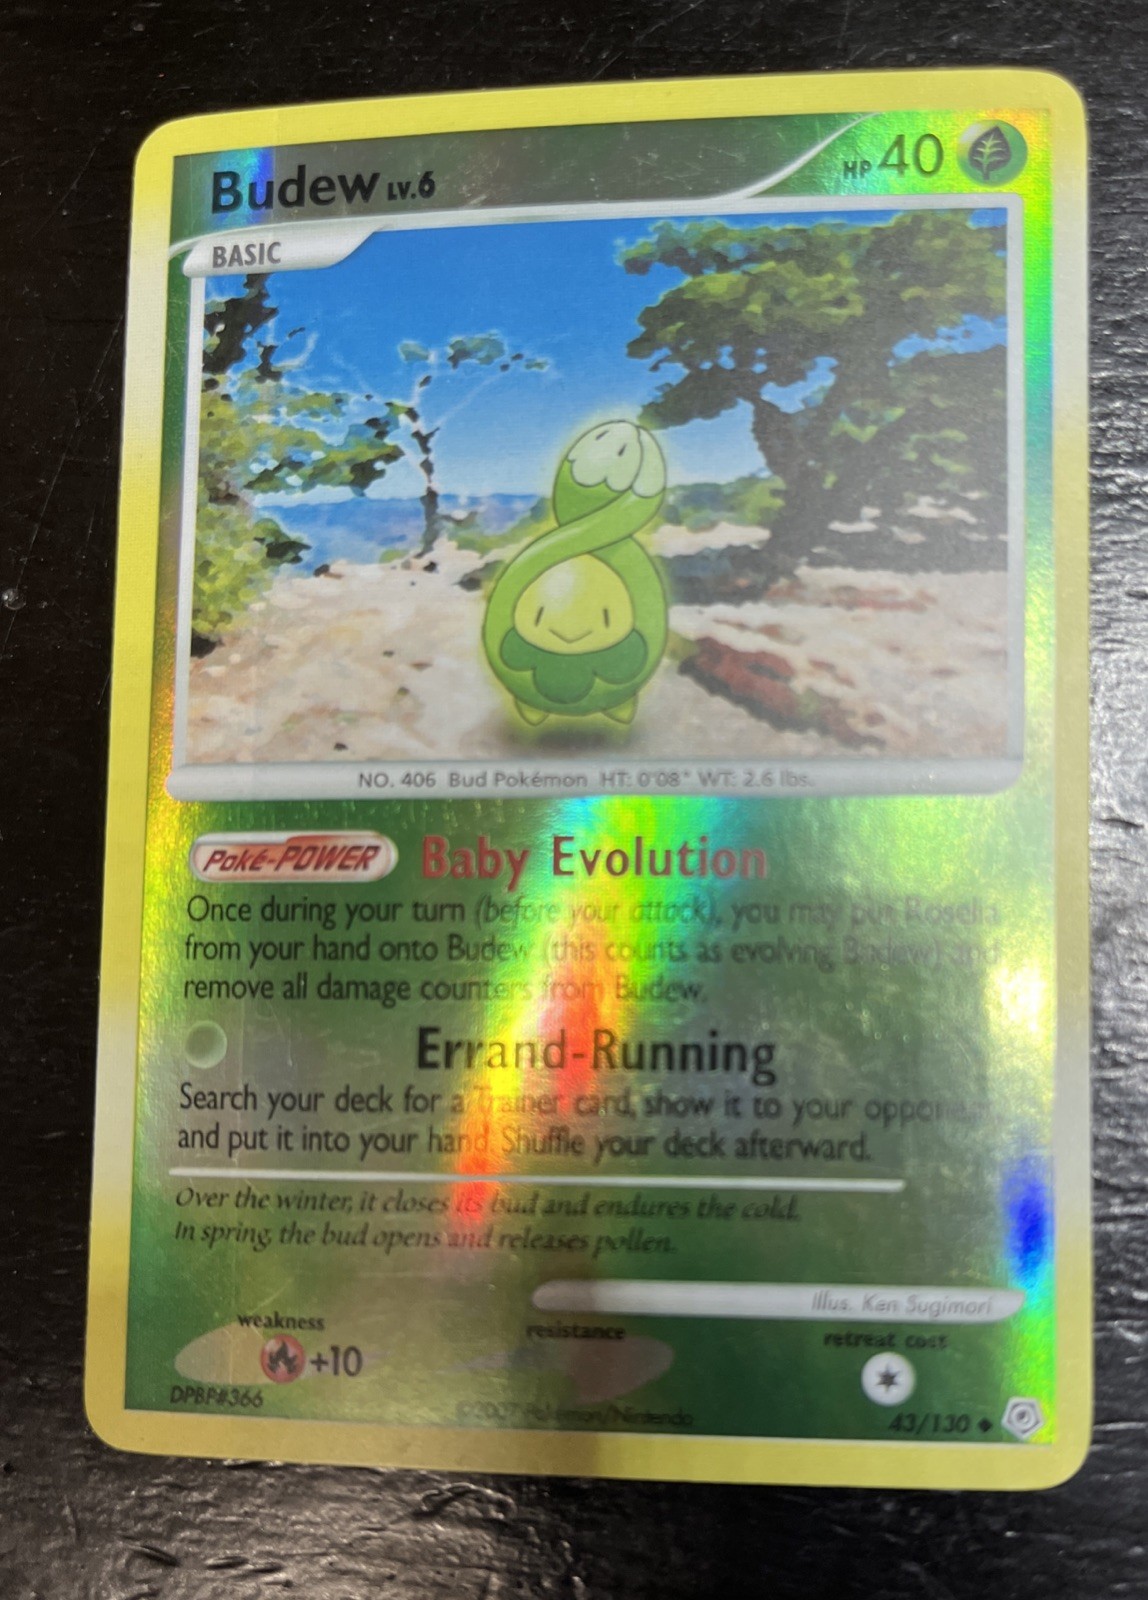 Budew LV.6
HP 40
BASIC
NO. 406 Bud Pokémon HT: 0'08" WT: 2.6 lbs.
Poké-POWER Baby Evolution
Once during your turn (before your attack), you may put Roselia
from your hand onto Budew (this counts as evolving Budew) and
remove all damage counters from Budew.
Errand-Running
Search your deck for a Trainer card, show it to your opponent,
and put it into your hand. Shuffle your deck afterward.
Over the winter, it closes its bud and endures the cold.
In spring, the bud opens and releases pollen.
Illus. Ken Sugimori
weakness resistance retreat cost
+10
DPBP#366
©2007 Pokémon/Nintendo
43/130